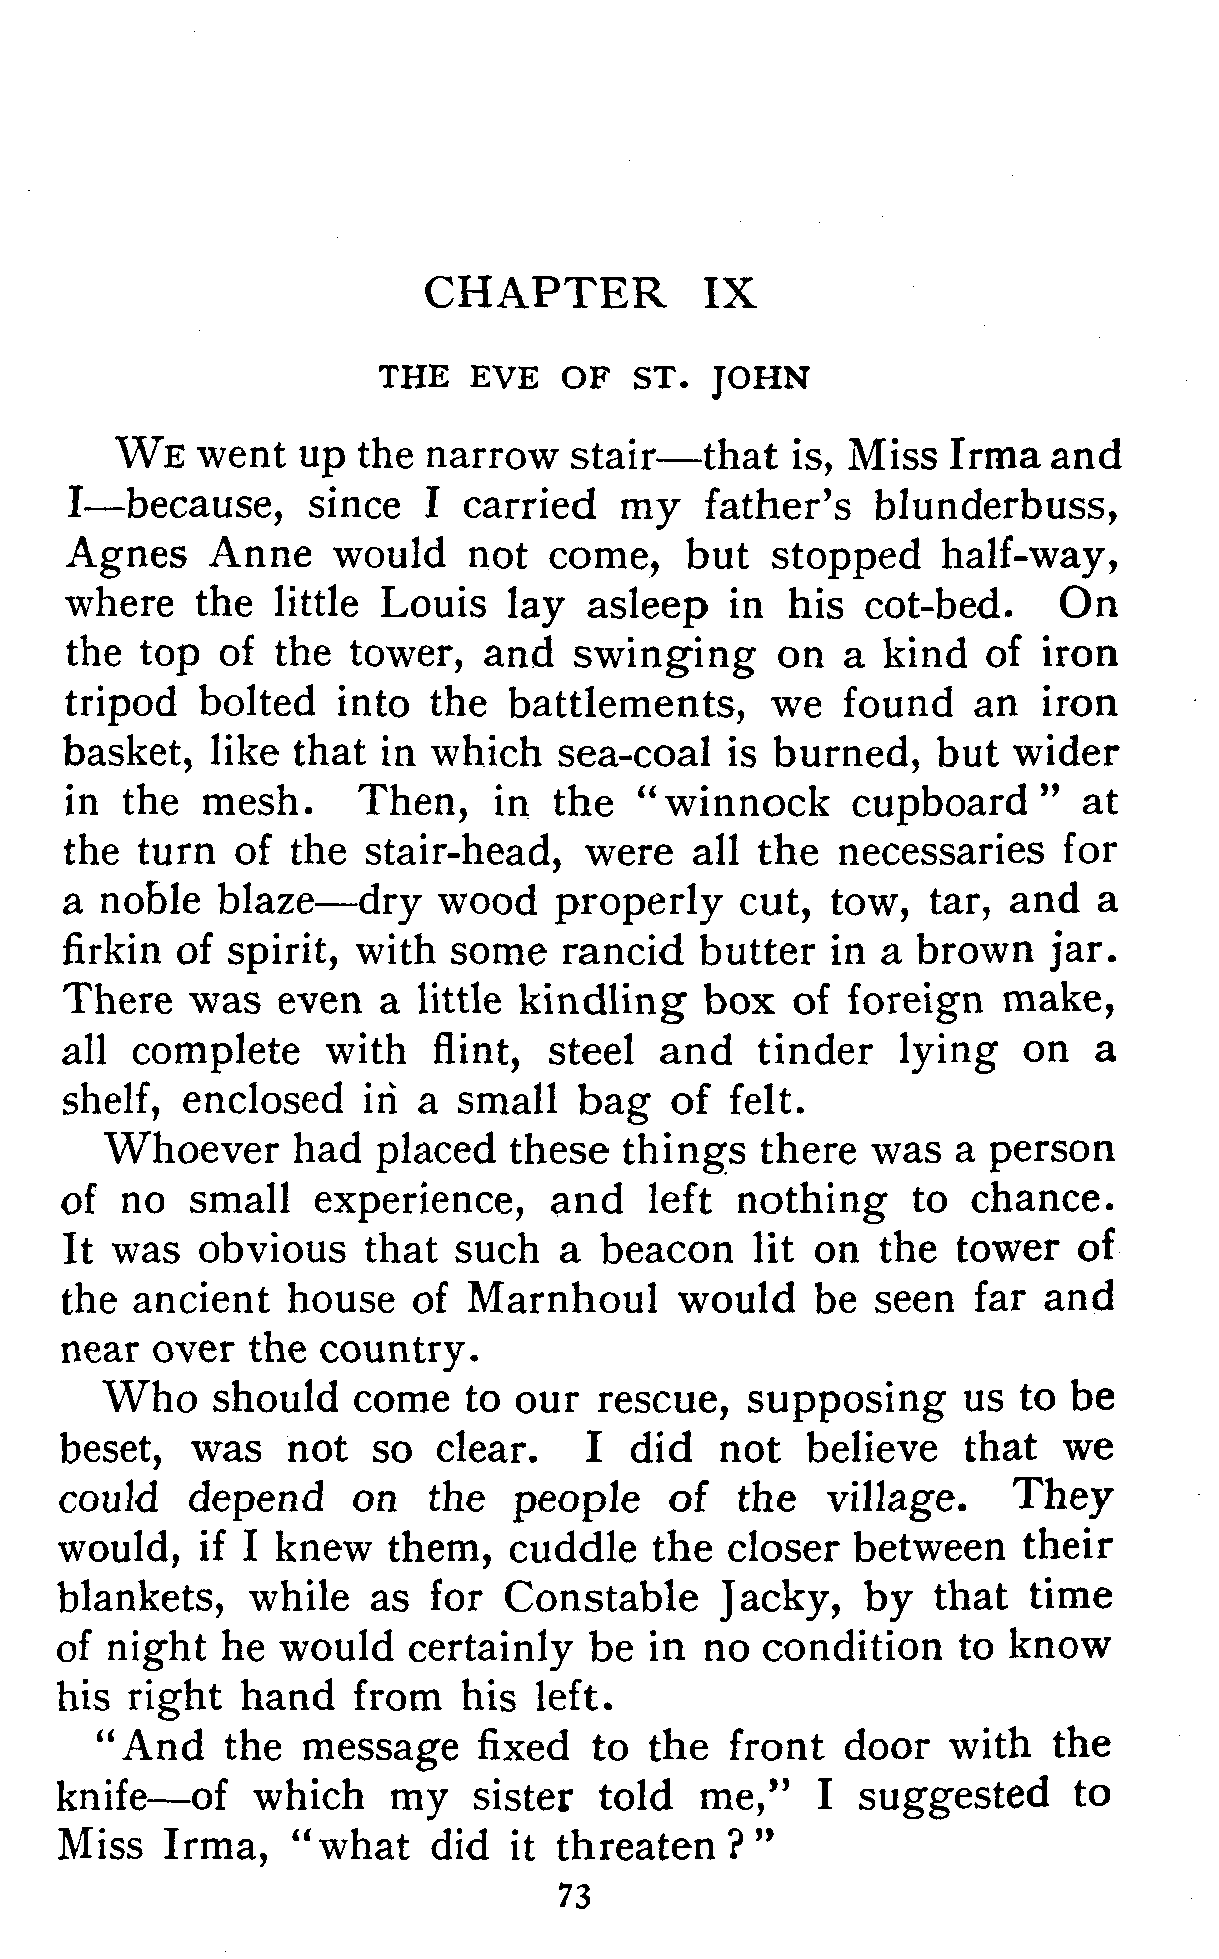 CHAPTER IX
THE EVE OF ST. JOHN
WE went up the narrow stair—that is, Miss Irma and
I—because, since I carried my father's blunderbuss,
Agnes Anne would not come, but stopped half-way,
where the little Louis lay asleep in his cot-bed. On
the top of the tower, and swinging on a kind of iron
tripod bolted into the battlements, we found an iron
basket, like that in which sea-coal is burned, but wider
in the mesh. Then, in the "winnock cupboard" at
the turn of the stair-head, were all the necessaries for
a noble blaze—dry wood properly cut, tow, tar, and a
firkin of spirit, with some rancid butter in a brown jar.
There was even a little kindling box of foreign make,
all complete with flint, steel and tinder lying on a
shelf, enclosed in a small bag of felt.
Whoever had placed these things there was a person
of no small experience, and left nothing to chance.
It was obvious that such a beacon lit on the tower of
the ancient house of Marnhoul would be seen far and
near over the country.
Who should come to our rescue, supposing us to be
beset, was not so clear. I did not believe that we
could depend on the people of the village. They
would, if I knew them, cuddle the closer between their
blankets, while as for Constable Jacky, by that time
of night he would certainly be in no condition to know
his right hand from his left.
"And the message fixed to the front door with the
knife—of which my sister told me," I suggested to
Miss Irma, "what did it threaten?"
73